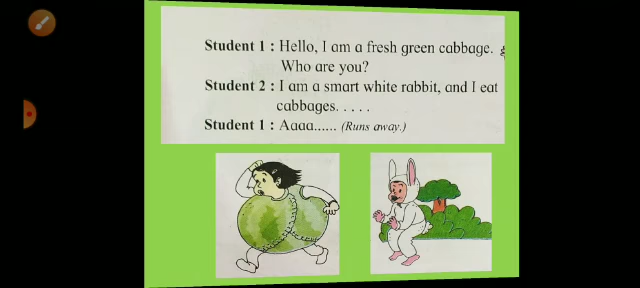 Student 1 : Hello, I am a fresh green cabbage.
Who are you?
Student 2 : I am a smart white rabbit, and I eat
cabbages. . . . .
Student 1 : Aaaa...... (Runs away.)